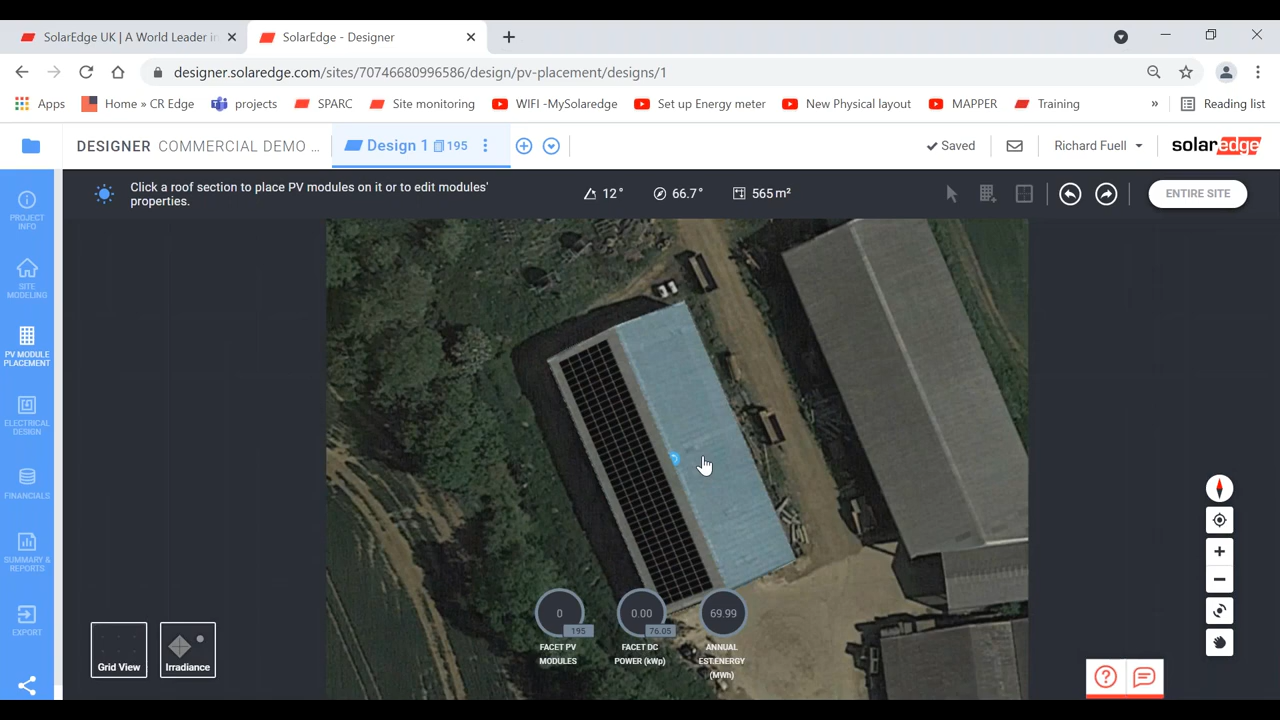 SolarEdge UK | A World Leader in
SolarEdge - Designer
designer.solaredge.com/sites/70746680996586/design/pv-placement/designs/1
Apps
Home » CR Edge
projects
SPARC
Site monitoring
WIFI -MySolaredge
Set up Energy meter
New Physical layout
MAPPER
Training
»
Reading list
DESIGNER COMMERCIAL DEMO ...
Design 1 195
Saved
Richard Fuell
solaredge
Click a roof section to place PV modules on it or to edit modules'
properties.
12°
66.7°
565 m²
ENTIRE SITE
PROJECT
INFO
SITE
MODELING
PV MODULE
PLACEMENT
ELECTRICAL
DESIGN
FINANCIALS
SUMMARY &
REPORTS
EXPORT
Grid View
Irradiance
0
195
FACET PV
MODULES
0.00
76.05
FACET DC
POWER (kWp)
69.99
ANNUAL
EST.ENERGY
(MWh)